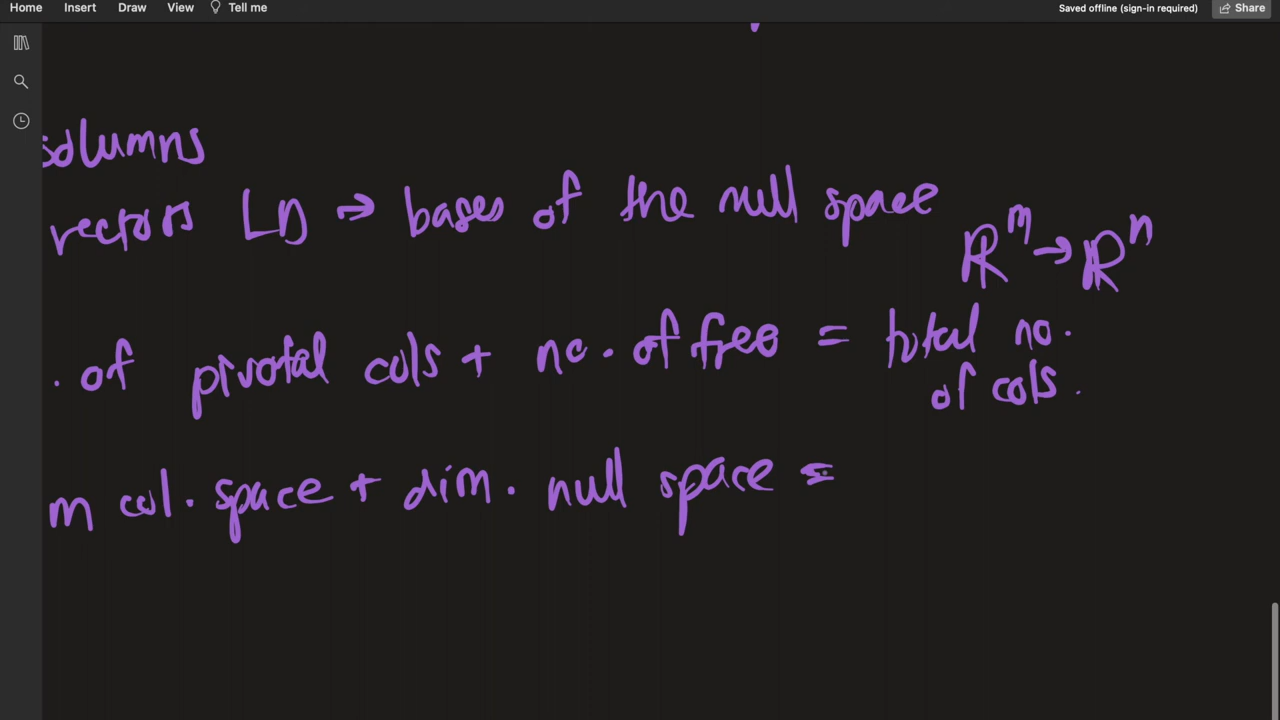 Home Insert Draw View Tell me Saved offline (sign-in required) Share
columns
vectors LD → bases of the null space
ℝᵐ → ℝⁿ
. of pivotal cols + no. of free = total no. of cols.
m col. space + dim. null space =